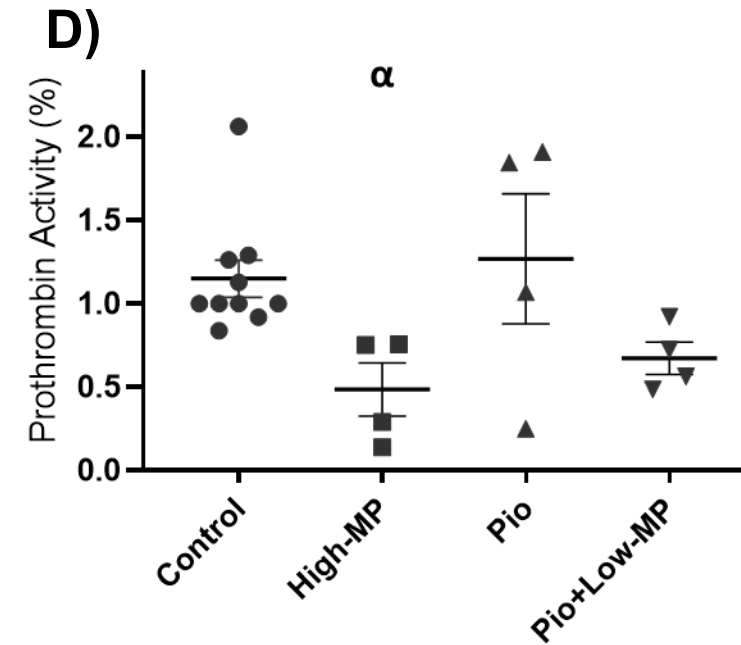 D)
α
Prothrombin Activity (%)
2.0
1.5
1.0
0.5
0.0
Control
High-MP
Pio
Pio+Low-MP